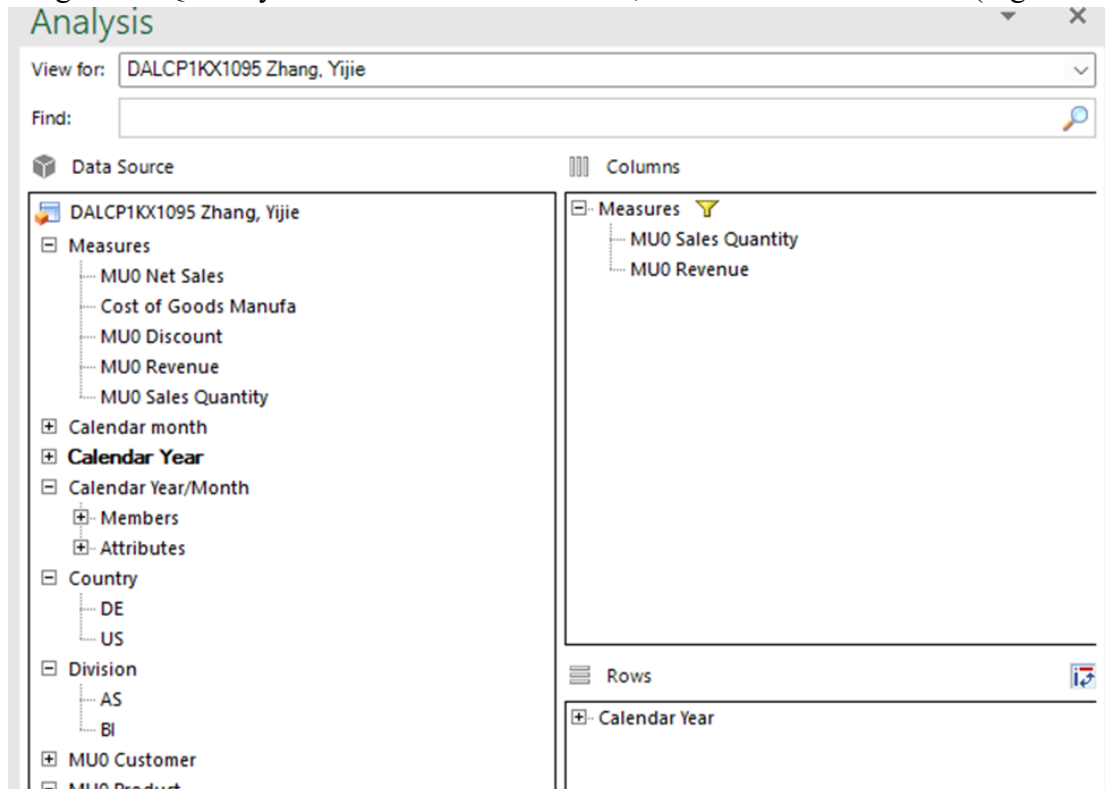 Analysis
View for: DALCP1KX1095 Zhang, Yijie
Find:
Data Source
DALCP1KX1095 Zhang, Yijie
Measures
MU0 Net Sales
Cost of Goods Manufa
MU0 Discount
MU0 Revenue
MU0 Sales Quantity
Calendar month
Calendar Year
Calendar Year/Month
Members
Attributes
Country
DE
US
Division
AS
BI
MU0 Customer
MU0 Product
Columns
Measures
MU0 Sales Quantity
MU0 Revenue
Rows
Calendar Year